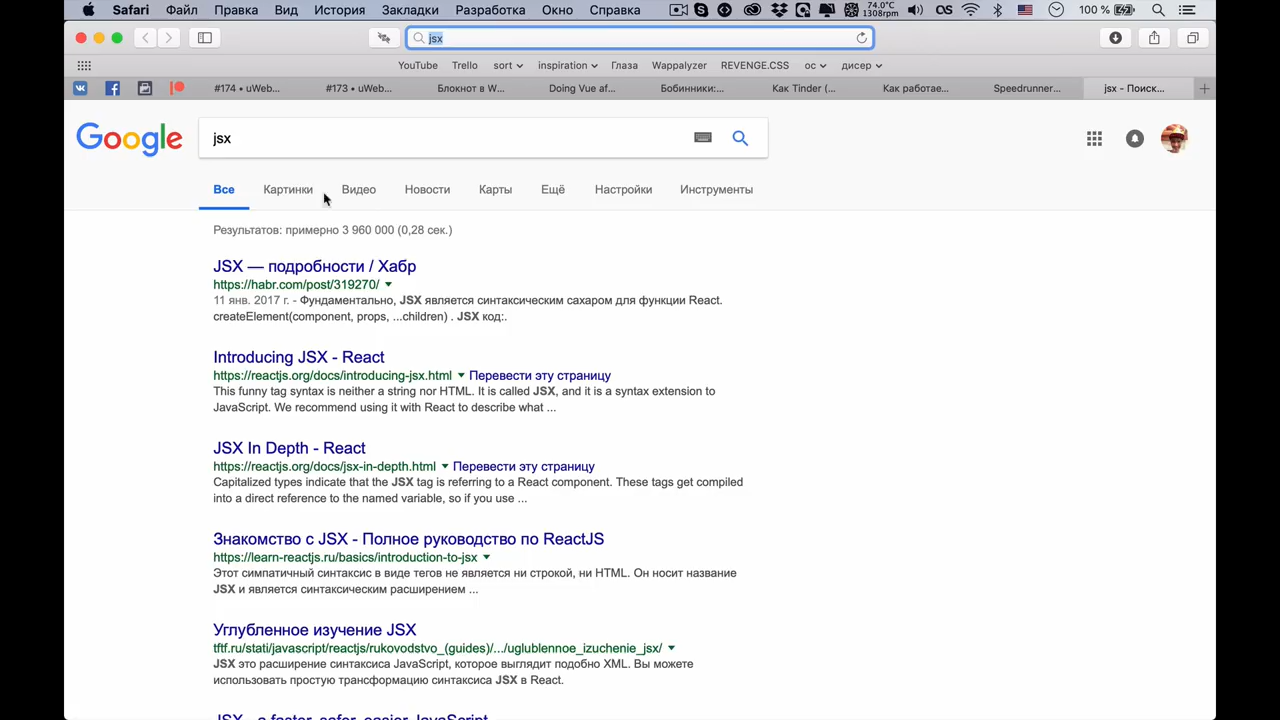 Safari Файл Правка Вид История Закладки Разработка Окно Справка 74.0°C 1308rpm 100 %
jsx
YouTube Trello sort inspiration Глаза Wappalyzer REVENGE.CSS ос дисер
#174 • uWeb... #173 • uWeb... Блокнот в W... Doing Vue af... Бобинники:... Как Tinder (... Как работае... Speedrunner... jsx - Поиск...
Google jsx
Все Картинки Видео Новости Карты Ещё Настройки Инструменты
Результатов: примерно 3 960 000 (0,28 сек.)
JSX — подробности / Хабр
https://habr.com/post/319270/
11 янв. 2017 г. - Фундаментально, JSX является синтаксическим сахаром для функции React.
createElement(component, props, ...children) . JSX код:.
Introducing JSX - React
https://reactjs.org/docs/introducing-jsx.html Перевести эту страницу
This funny tag syntax is neither a string nor HTML. It is called JSX, and it is a syntax extension to
JavaScript. We recommend using it with React to describe what ...
JSX In Depth - React
https://reactjs.org/docs/jsx-in-depth.html Перевести эту страницу
Capitalized types indicate that the JSX tag is referring to a React component. These tags get compiled
into a direct reference to the named variable, so if you use ...
Знакомство с JSX - Полное руководство по ReactJS
https://learn-reactjs.ru/basics/introduction-to-jsx
Этот симпатичный синтаксис в виде тегов не является ни строкой, ни HTML. Он носит название
JSX и является синтаксическим расширением ...
Углубленное изучение JSX
tftf.ru/stati/javascript/reactjs/rukovodstvo_(guides)/.../uglublennoe_izuchenie_jsx/
JSX это расширение синтаксиса JavaScript, которое выглядит подобно XML. Вы можете
использовать простую трансформацию синтаксиса JSX в React.
JSX - a faster, safer, easier JavaScript